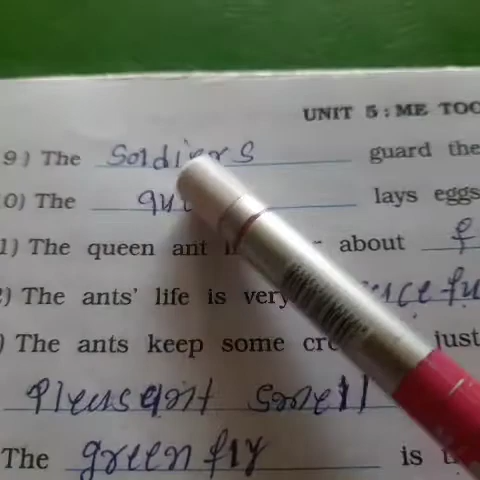 UNIT 5 : ME TOO
9) The Soldiers guard the
0) The lays eggs
1) The queen ant about
2) The ants' life is very
) The ants keep some just
Pleasant smell
The green fly is